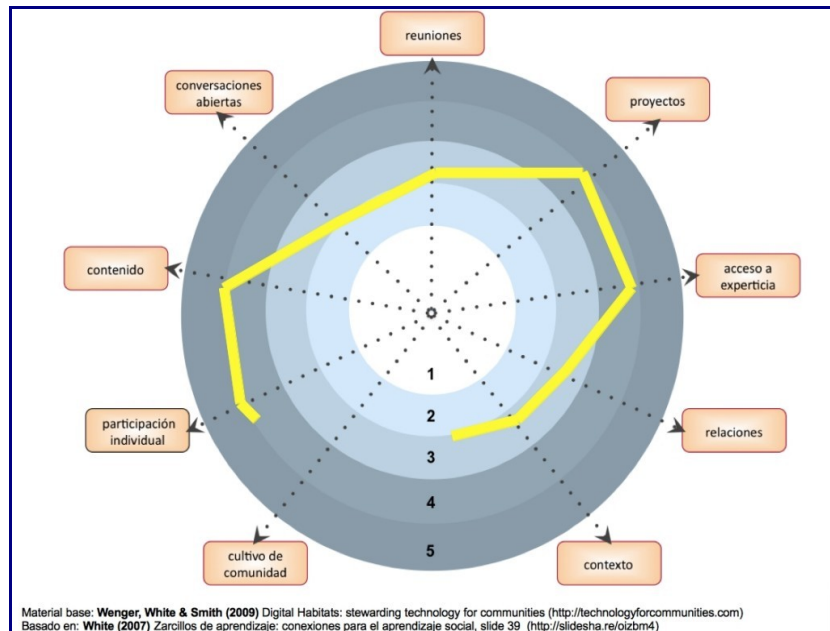 reuniones
conversaciones
abiertas
proyectos
contenido
acceso a
experticia
1
2
3
4
5
participación
individual
relaciones
cultivo de
comunidad
contexto
Material base: Wenger, White & Smith (2009) Digital Habitats: stewarding technology for communities (http://technologyforcommunities.com)
Basado en: White (2007) Zarcillos de aprendizaje: conexiones para el aprendizaje social, slide 39 (http://slidesha.re/oizbm4)